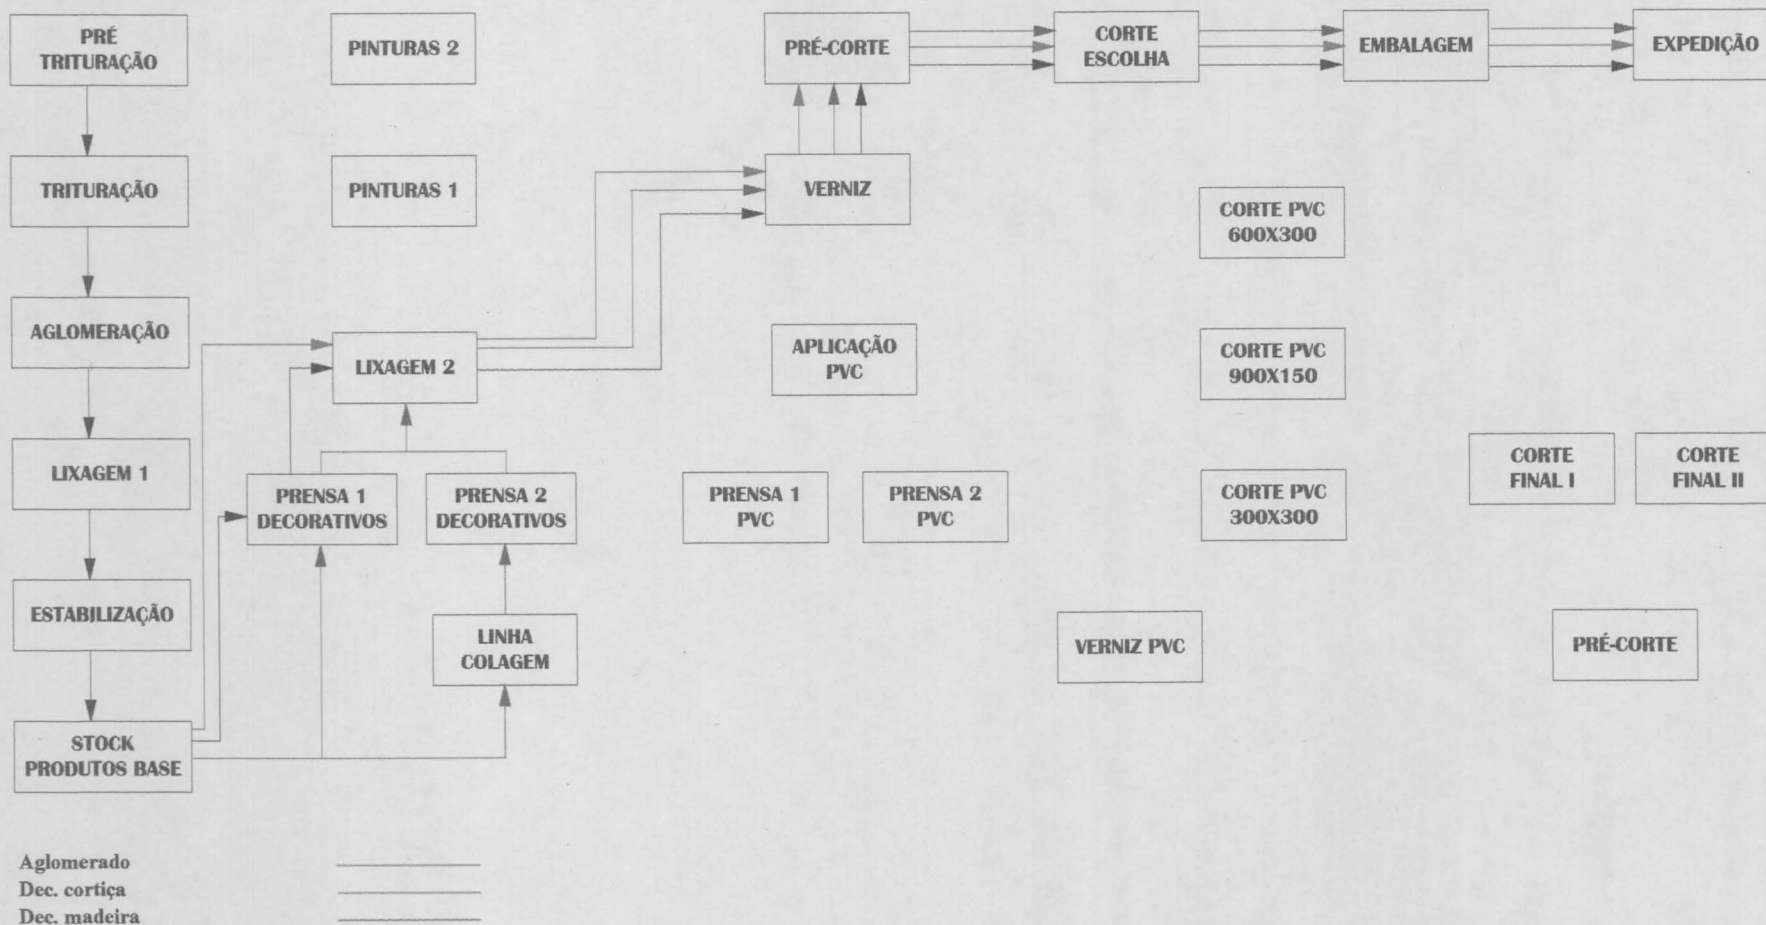 PRÉ
TRITURAÇÃO
PINTURAS 2
PRÉ-CORTE
CORTE
ESCOLHA
EMBALAGEM
EXPEDIÇÃO
TRITURAÇÃO
PINTURAS 1
VERNIZ
CORTE PVC
600X300
AGLOMERAÇÃO
LIXAGEM 2
APLICAÇÃO
PVC
CORTE PVC
900X150
LIXAGEM 1
PRENSA 1
DECORATIVOS
PRENSA 2
DECORATIVOS
PRENSA 1
PVC
PRENSA 2
PVC
CORTE PVC
300X300
CORTE
FINAL I
CORTE
FINAL II
ESTABILIZAÇÃO
LINHA
COLAGEM
VERNIZ PVC
PRÉ-CORTE
STOCK
PRODUTOS BASE
Aglomerado
Dec. cortiça
Dec. madeira